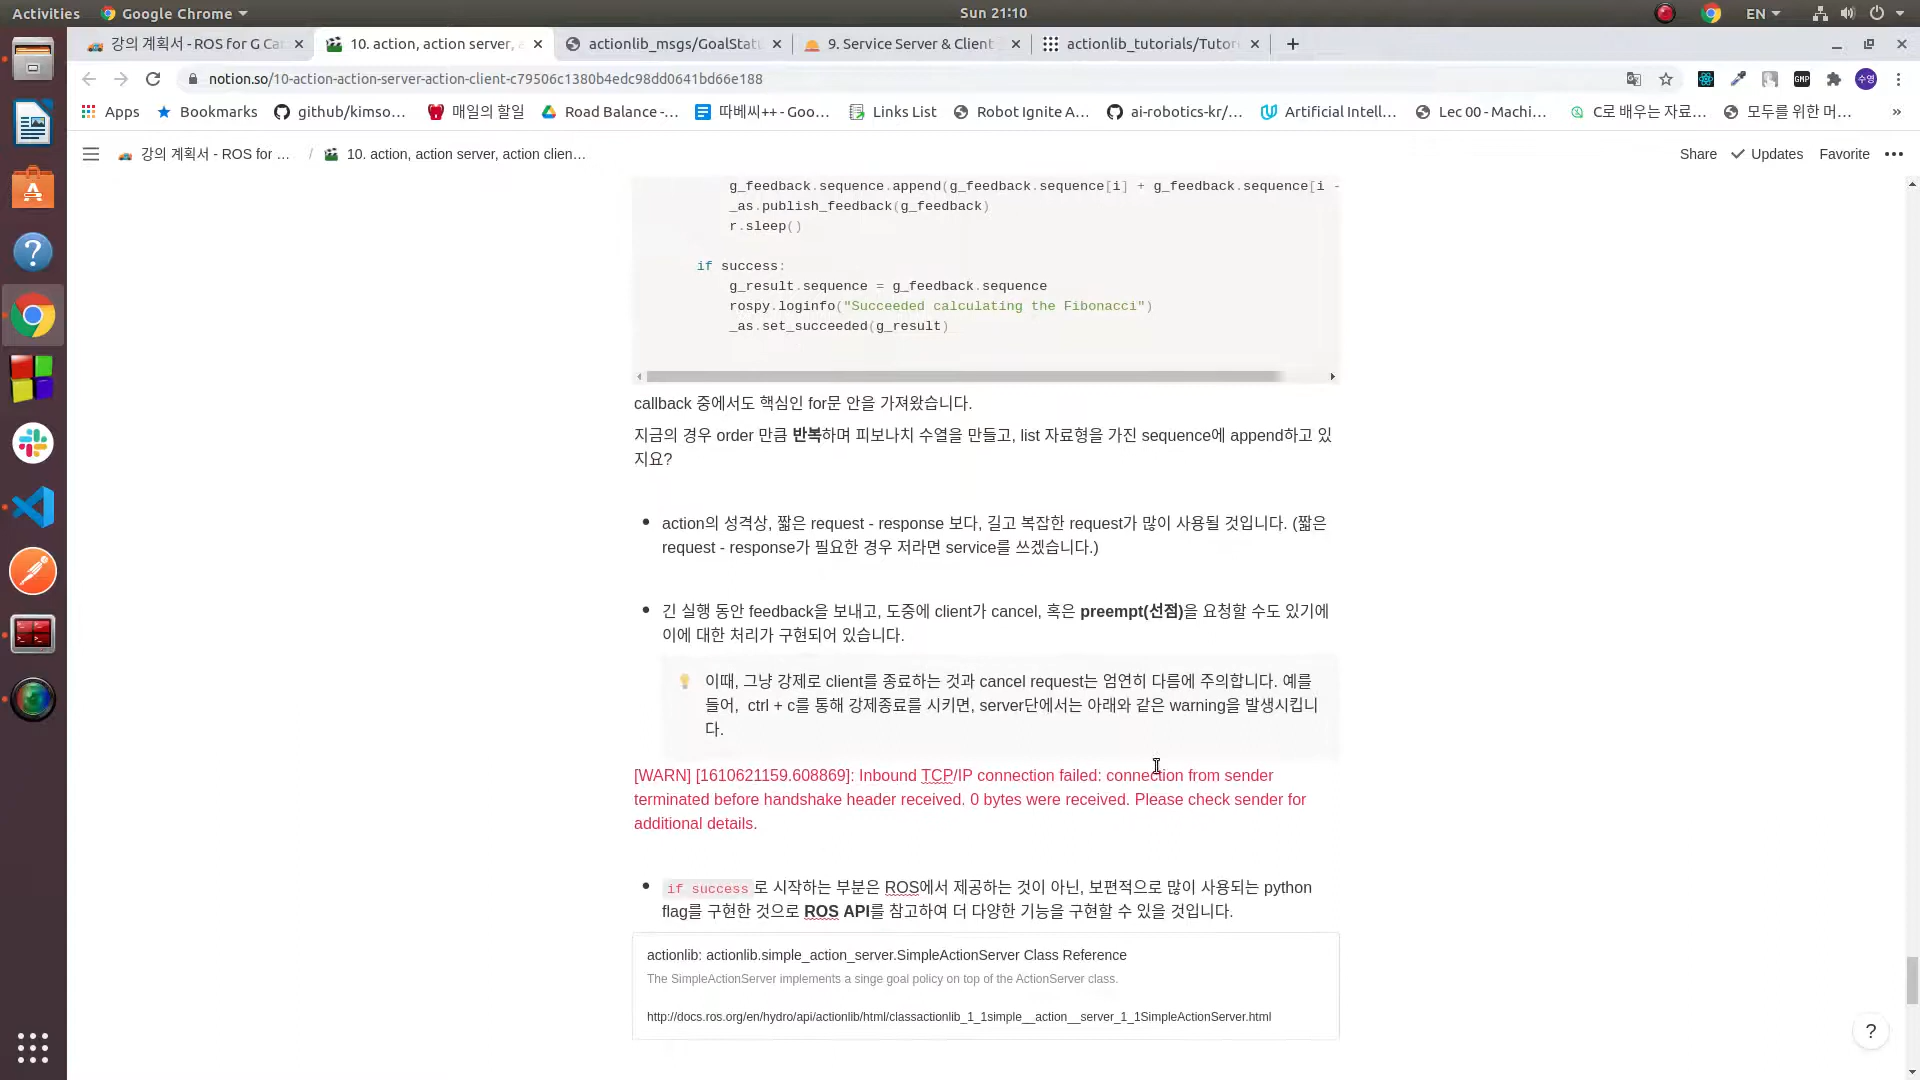 Activities
Google Chrome
Sun 21:10
EN
강의 계획서 - ROS for G Ca
10. action, action server, a
actionlib_msgs/GoalStat
9. Service Server & Client
actionlib_tutorials/Tutor
notion.so/10-action-action-server-action-client-c79506c1380b4edc98dd0641bd66e188
GMP
수영
Apps
Bookmarks
github/kimso...
매일의 할일
Road Balance -...
따베씨++ - Goo...
Links List
Robot Ignite A...
ai-robotics-kr/...
Artificial Intell...
Lec 00 - Machi...
C로 배우는 자료...
모두를 위한 머...
»
강의 계획서 - ROS for ...
/
10. action, action server, action clien...
Share
Updates
Favorite
g_feedback.sequence.append(g_feedback.sequence[i] + g_feedback.sequence[i -
_as.publish_feedback(g_feedback)
r.sleep()
if success:
g_result.sequence = g_feedback.sequence
rospy.loginfo("Succeeded calculating the Fibonacci")
_as.set_succeeded(g_result)
callback 중에서도 핵심인 for문 안을 가져왔습니다.
지금의 경우 order 만큼 반복하며 피보나치 수열을 만들고, list 자료형을 가진 sequence에 append하고 있
지요?
• action의 성격상, 짧은 request - response 보다, 길고 복잡한 request가 많이 사용될 것입니다. (짧은
request - response가 필요한 경우 저라면 service를 쓰겠습니다.)
• 긴 실행 동안 feedback을 보내고, 도중에 client가 cancel, 혹은 preempt(선점)을 요청할 수도 있기에
이에 대한 처리가 구현되어 있습니다.
이때, 그냥 강제로 client를 종료하는 것과 cancel request는 엄연히 다름에 주의합니다. 예를
들어,  ctrl + c를 통해 강제종료를 시키면, server단에서는 아래와 같은 warning을 발생시킵니
다.
[WARN] [1610621159.608869]: Inbound TCP/IP connection failed: connection from sender
terminated before handshake header received. 0 bytes were received. Please check sender for
additional details.
• if success로 시작하는 부분은 ROS에서 제공하는 것이 아닌, 보편적으로 많이 사용되는 python
flag를 구현한 것으로 ROS API를 참고하여 더 다양한 기능을 구현할 수 있을 것입니다.
actionlib: actionlib.simple_action_server.SimpleActionServer Class Reference
The SimpleActionServer implements a singe goal policy on top of the ActionServer class.
http://docs.ros.org/en/hydro/api/actionlib/html/classactionlib_1_1simple__action__server_1_1SimpleActionServer.html
?